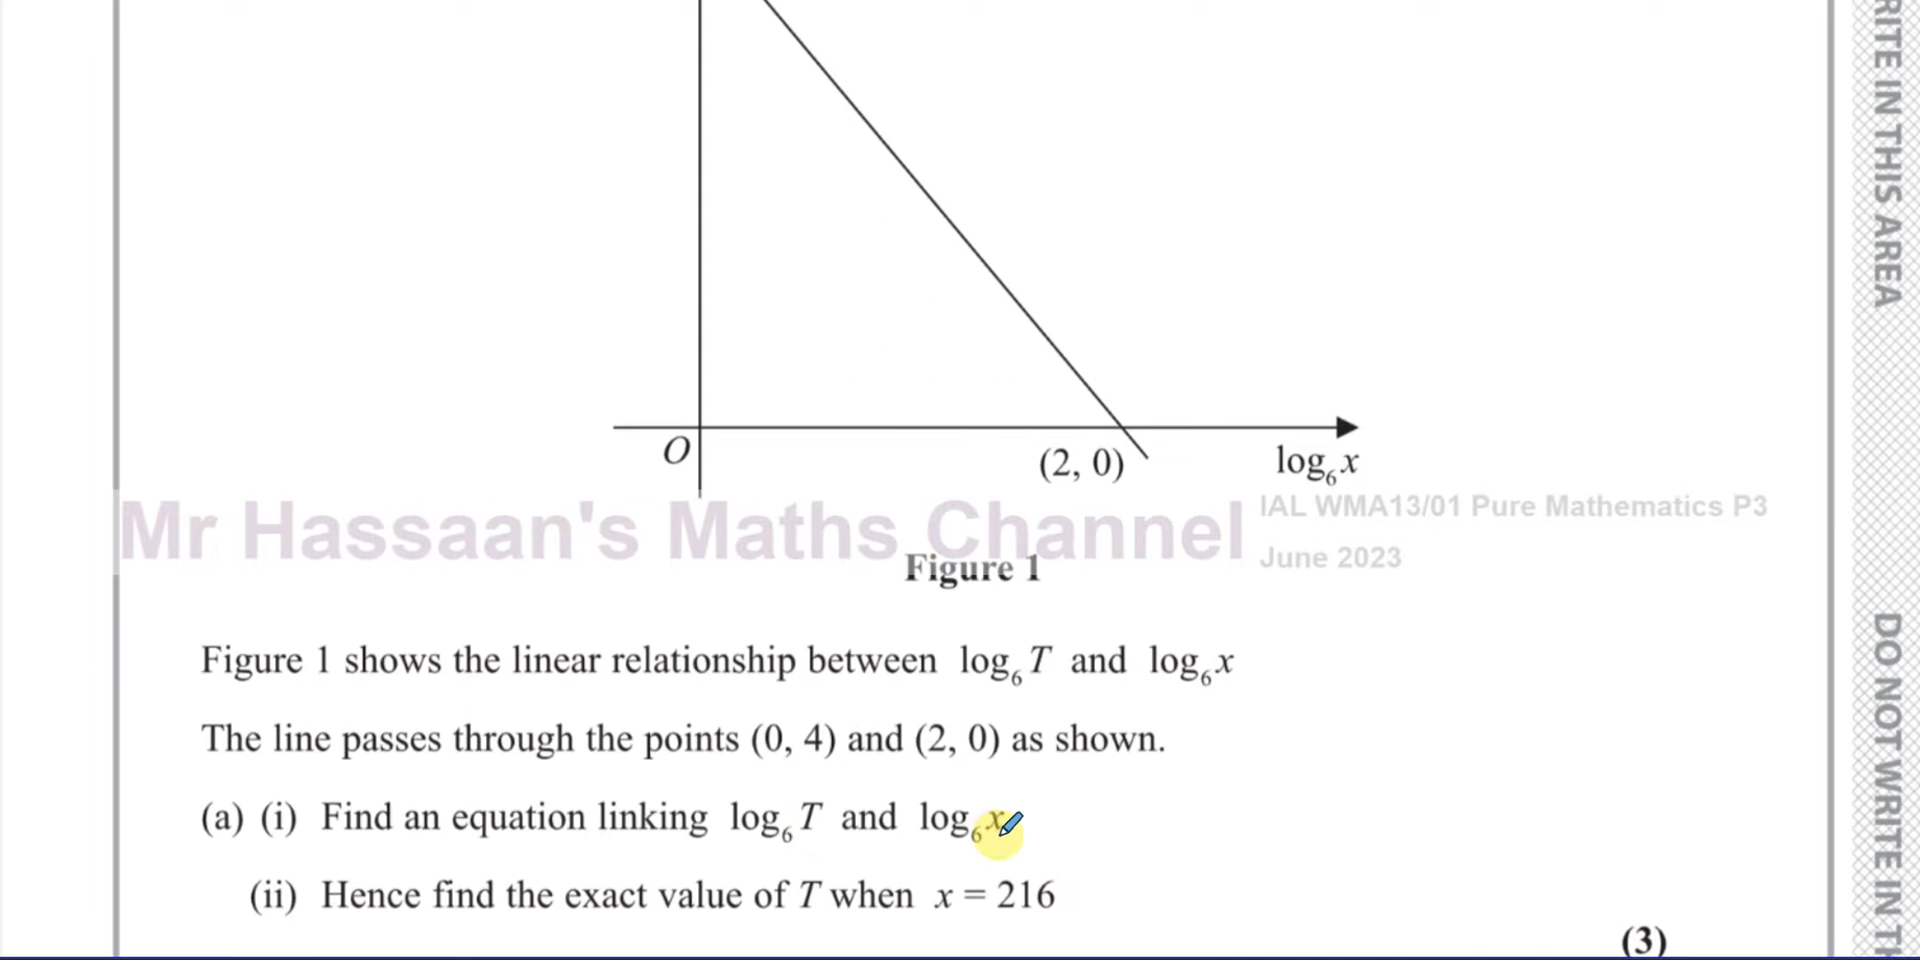 O
(2, 0)
log₆x
Mr Hassaan's Maths Channel
IAL WMA13/01 Pure Mathematics P3
June 2023
Figure 1
Figure 1 shows the linear relationship between log₆T and log₆x
The line passes through the points (0, 4) and (2, 0) as shown.
(a) (i) Find an equation linking log₆T and log₆x
(ii) Hence find the exact value of T when x = 216
(3)
RITE IN THIS AREA
DO NOT WRITE IN TH